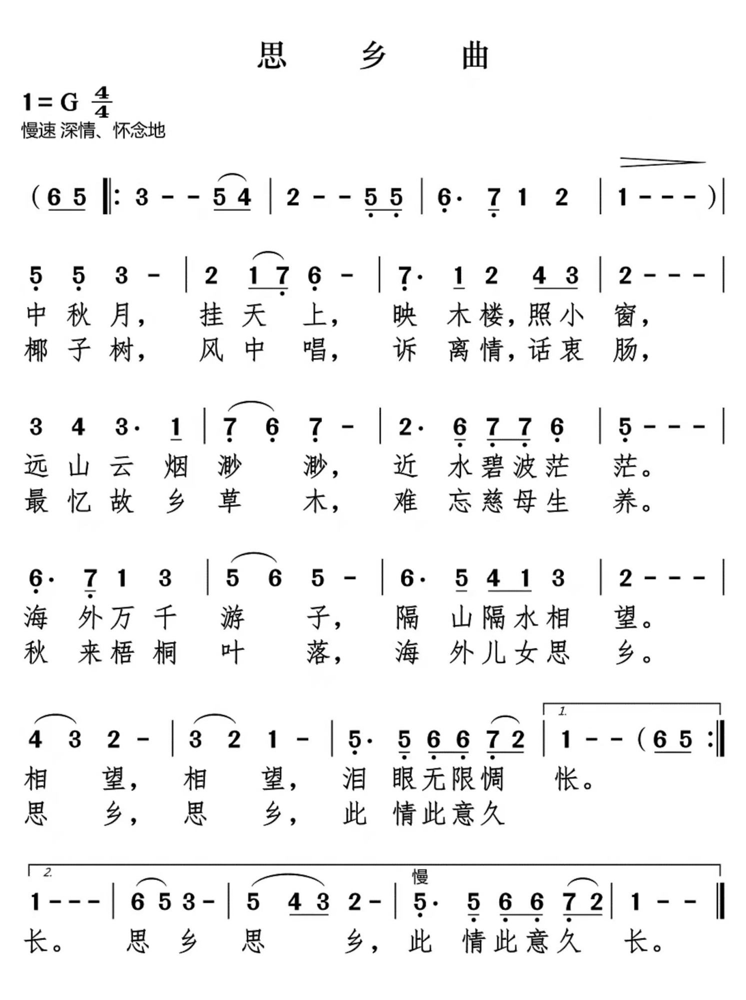 思 乡 曲
1=G 4/4
慢速 深情、怀念地
(6 5 ‖: 3 - - 5 4 | 2 - - 5̣ 5̣ | 6̣· 7̣ 1 2 | 1 - - - )|
5̣ 5̣ 3 - | 2 1 7̣ 6̣ - | 7̣· 1 2 4 3 | 2 - - - |
中 秋 月， 挂 天 上， 映 木 楼，照 小 窗，
椰 子 树， 风 中 唱， 诉 离 情，话 衷 肠，
3 4 3· 1 | 7̣ 6̣ 7̣ - | 2· 6̣ 7̣ 7̣ 6̣ | 5̣ - - - |
远 山 云 烟 渺 渺， 近 水 碧 波 茫 茫。
最 忆 故 乡 草 木， 难 忘 慈 母 生 养。
6̣· 7̣ 1 3 | 5 6 5 - | 6· 5 4 1 3 | 2 - - - |
海 外 万 千 游 子， 隔 山 隔 水 相 望。
秋 来 梧 桐 叶 落， 海 外 儿 女 思 乡。
1.
4 3 2 - | 3 2 1 - | 5̣· 5̣ 6̣ 6̣ 7̣ 2 | 1 - - (6 5 :‖
相 望， 相 望， 泪 眼 无 限 惆 怅。
思 乡， 思 乡， 此 情 此 意 久
2. 慢
1 - - - | 6 5 3 - | 5 4 3 2 - | 5̣· 5̣ 6̣ 6̣ 7̣ 2 | 1 - - ‖
长。 思 乡 思 乡， 此 情 此 意 久 长。